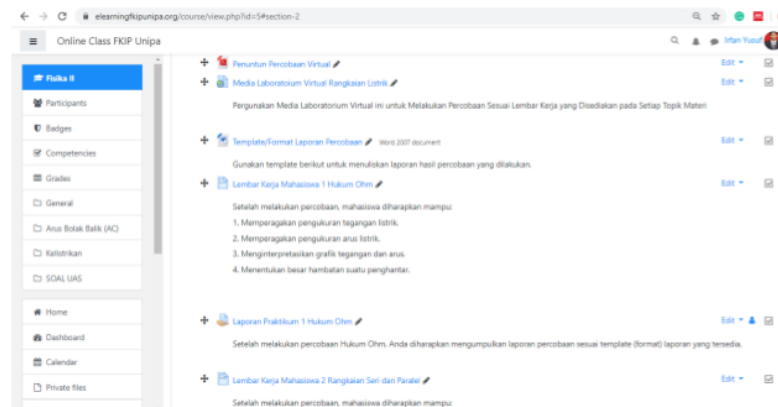 elearningfkipunipa.org/course/view.php?id=5#section-2
Online Class FKIP Unipa
Irfan Yusuf
Fisika II
Participants
Badges
Competencies
Grades
General
Arus Bolak Balik (AC)
Kelistrikan
SOAL UAS
Home
Dashboard
Calendar
Private files
Penuntun Percobaan Virtual Edit
Media Laboratoium Virtual Rangkaian Listrik Edit
Pergunakan Media Laboratorium Virtual ini untuk Melakukan Percobaan Sesuai Lembar Kerja yang Disediakan pada Setiap Topik Materi
Template/Format Laporan Percobaan Word 2007 document Edit
Gunakan template berikut untuk menuliskan laporan hasil percobaan yang dilakukan.
Lembar Kerja Mahasiswa 1 Hukum Ohm Edit
Setelah melakukan percobaan, mahasiswa diharapkan mampu:
1. Memperagakan pengukuran tegangan listrik.
2. Memperagakan pengukuran arus listrik.
3. Menginterpretasikan grafik tegangan dan arus.
4. Menentukan besar hambatan suatu penghantar.
Laporan Praktikum 1 Hukum Ohm Edit
Setelah melakukan percobaan Hukum Ohm. Anda diharapkan mengumpulkan laporan percobaan sesuai template (format) laporan yang tersedia.
Lembar Kerja Mahasiswa 2 Rangkaian Seri dan Paralel Edit
Setelah melakukan percobaan, mahasiswa diharapkan mampu: